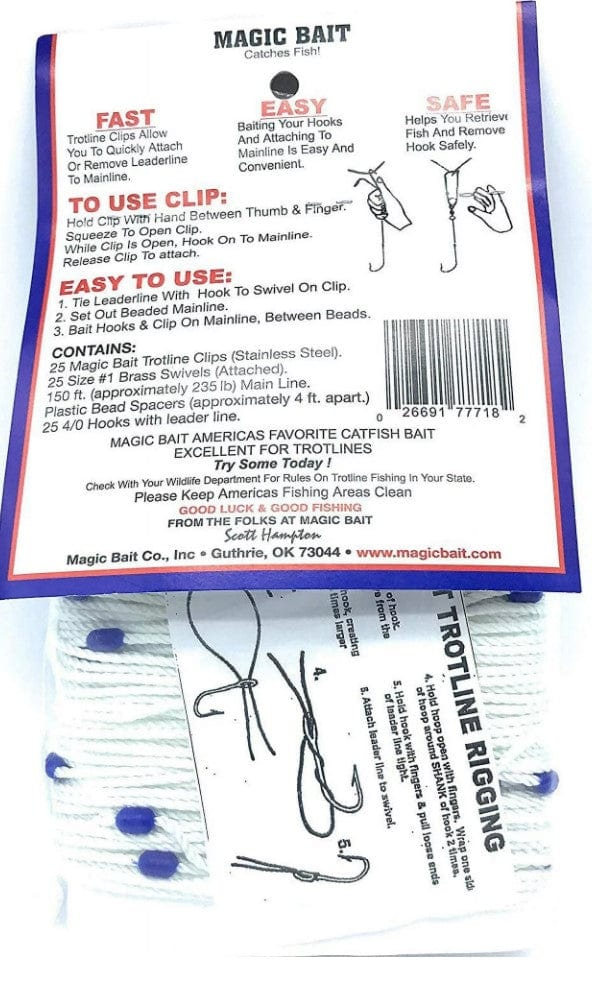 MAGIC BAIT
Catches Fish!
FAST
Trotline Clips Allow
You To Quickly Attach
Or Remove Leaderline
To Mainline.
EASY
Baiting Your Hooks
And Attaching To
Mainline Is Easy And
Convenient.
SAFE
Helps You Retrieve
Fish And Remove
Hook Safely.
TO USE CLIP:
Hold Clip With Hand Between Thumb & Finger.
Squeeze To Open Clip.
While Clip Is Open, Hook On To Mainline.
Release Clip To attach.
EASY TO USE:
1. Tie Leaderline With Hook To Swivel On Clip.
2. Set Out Beaded Mainline.
3. Bait Hooks & Clip On Mainline, Between Beads.
CONTAINS:
25 Magic Bait Trotline Clips (Stainless Steel).
25 Size #1 Brass Swivels (Attached).
150 ft. (approximately 235 lb) Main Line.
Plastic Bead Spacers (approximately 4 ft. apart.)
25 4/0 Hooks with leader line.
0 26691 77718 2
MAGIC BAIT AMERICAS FAVORITE CATFISH BAIT
EXCELLENT FOR TROTLINES
Try Some Today !
Check With Your Wildlife Department For Rules On Trotline Fishing In Your State.
Please Keep Americas Fishing Areas Clean
GOOD LUCK & GOOD FISHING
FROM THE FOLKS AT MAGIC BAIT
Scott Hampton
Magic Bait Co., Inc • Guthrie, OK 73044 • www.magicbait.com
T TROTLINE RIGGING
of hook.
from the
hook, creating
times larger
4. Hold hoop open with fingers. Wrap one
of hoop around SHANK of hook 2 times.
5. Hold hook with fingers & pull loose ends
of leader line tight.
6. Attach leader line to swivel.
4.
5.